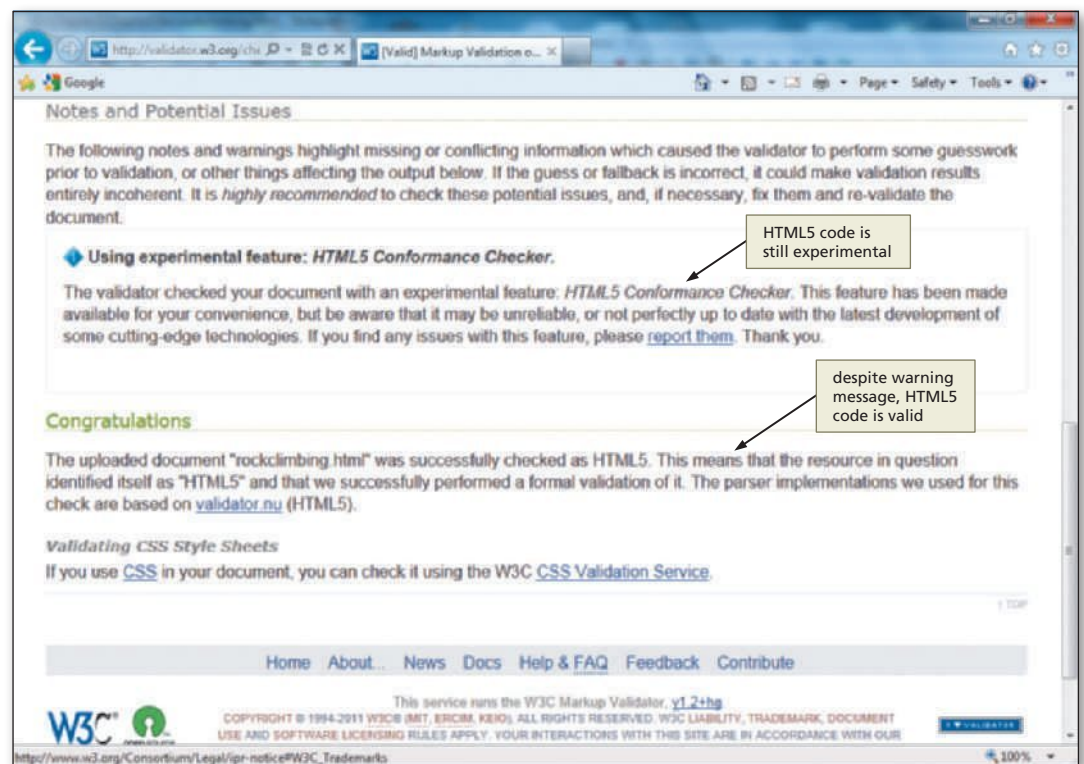 http://validator.w3.org/che
[Valid] Markup Validation o...
Google
Page Safety Tools
Notes and Potential Issues
The following notes and warnings highlight missing or conflicting information which caused the validator to perform some guesswork
prior to validation, or other things affecting the output below. If the guess or fallback is incorrect, it could make validation results
entirely incoherent. It is highly recommended to check these potential issues, and, if necessary, fix them and re-validate the
document.
HTML5 code is
still experimental
Using experimental feature: HTML5 Conformance Checker.
The validator checked your document with an experimental feature: HTML5 Conformance Checker. This feature has been made
available for your convenience, but be aware that it may be unreliable, or not perfectly up to date with the latest development of
some cutting-edge technologies. If you find any issues with this feature, please report them. Thank you.
despite warning
message, HTML5
code is valid
Congratulations
The uploaded document "rockclimbing.html" was successfully checked as HTML5. This means that the resource in question
identified itself as "HTML5" and that we successfully performed a formal validation of it. The parser implementations we used for this
check are based on validator.nu (HTML5).
Validating CSS Style Sheets
If you use CSS in your document, you can check it using the W3C CSS Validation Service.
↑ TOP
Home About... News Docs Help & FAQ Feedback Contribute
This service runs the W3C Markup Validator, v1.2+hg
W3C
COPYRIGHT © 1994-2011 W3C® (MIT, ERCIM, KEIO), ALL RIGHTS RESERVED. W3C LIABILITY, TRADEMARK, DOCUMENT
USE AND SOFTWARE LICENSING RULES APPLY. YOUR INTERACTIONS WITH THIS SITE ARE IN ACCORDANCE WITH OUR
http://www.w3.org/Consortium/Legal/ipr-notice#W3C_Trademarks
100%